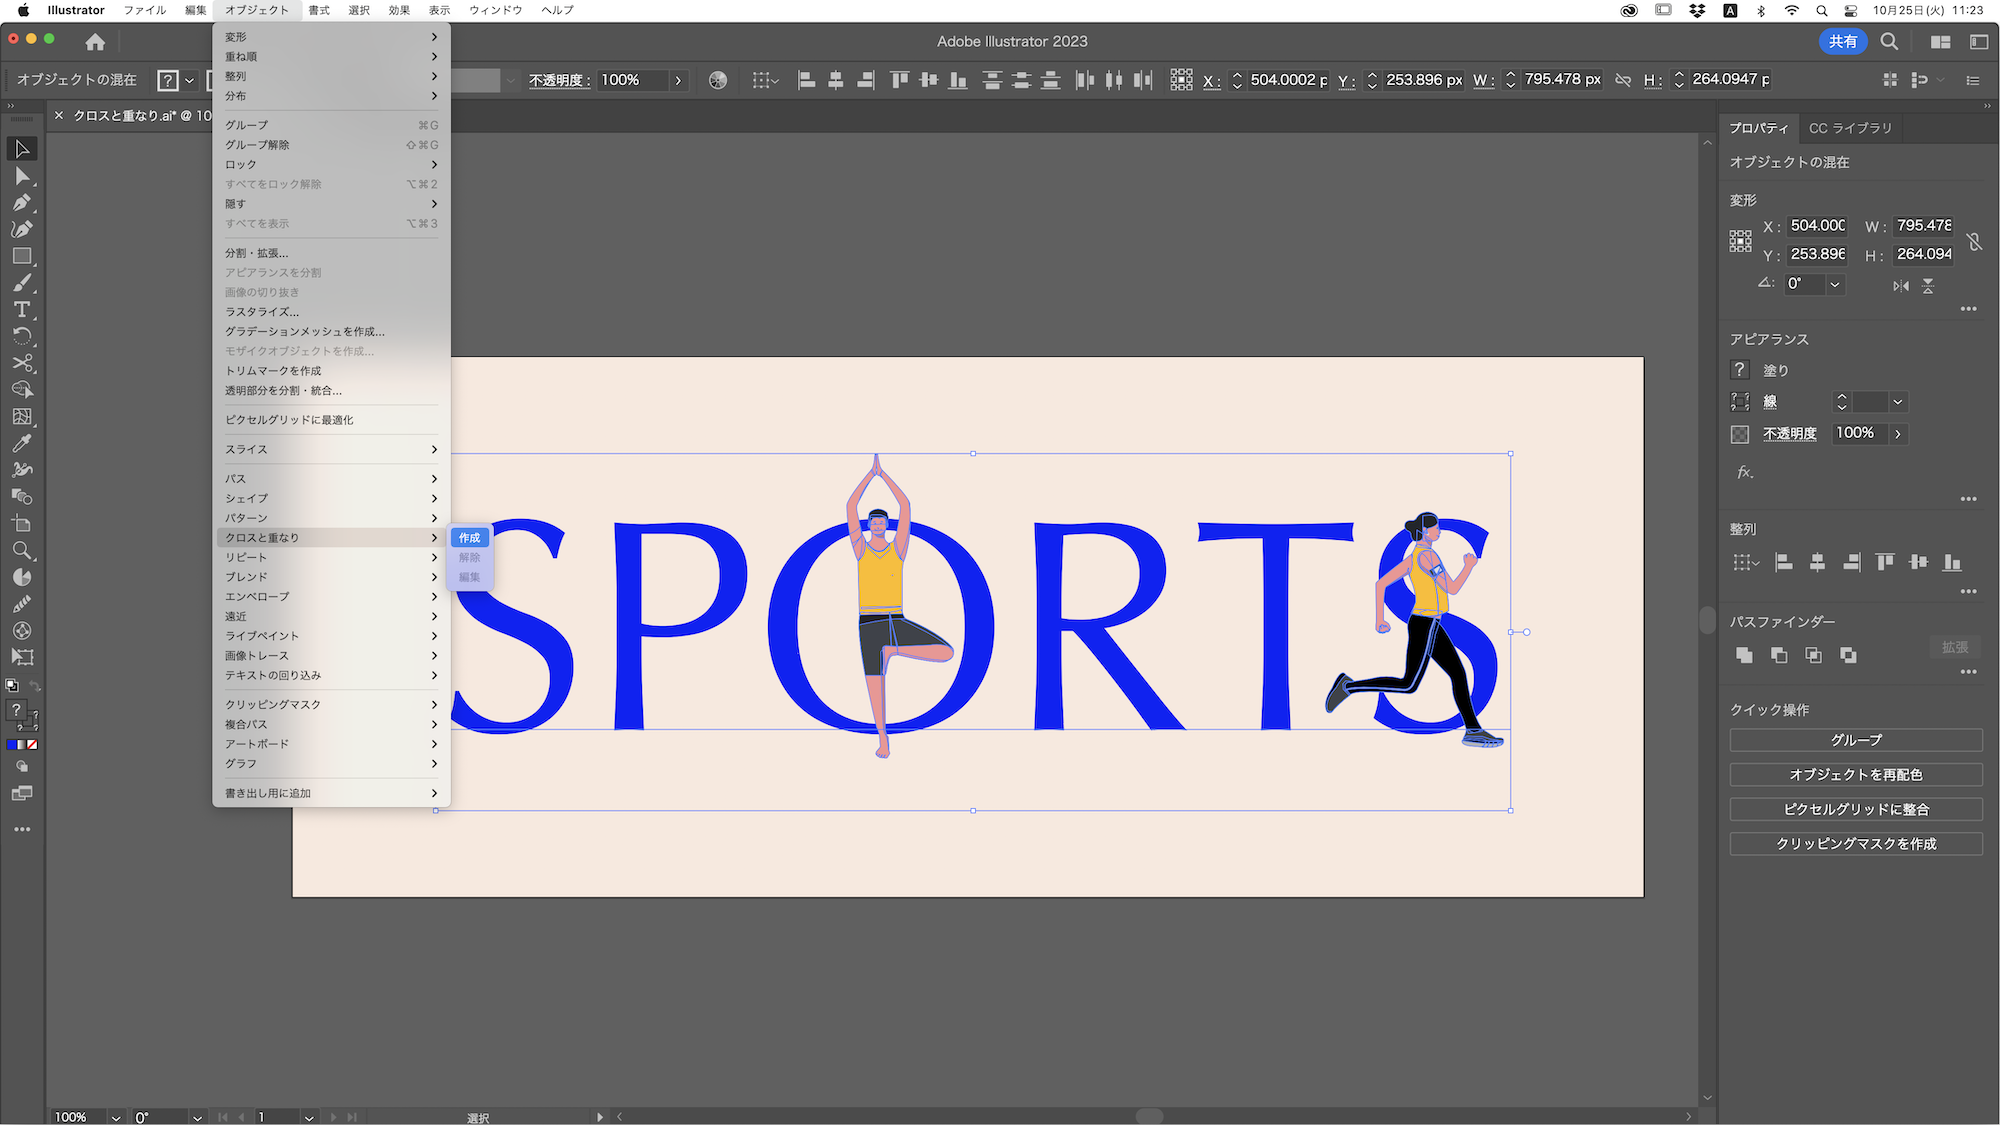 Illustrator ファイル 編集 オブジェクト 書式 選択 効果 表示 ウィンドウ ヘルプ A 10月25日(火) 11:23
Adobe Illustrator 2023 共有
オブジェクトの混在 ? 不透明度: 100% X: 504.0002 p Y: 253.896 px W: 795.478 px H: 264.0947 p
× クロスと重なり.ai* @ 10
変形
重ね順
整列
分布
グループ ⌘G
グループ解除 ⇧⌘G
ロック
すべてをロック解除 ⌥⌘2
隠す
すべてを表示 ⌥⌘3
分割・拡張...
アピアランスを分割
画像の切り抜き
ラスタライズ...
グラデーションメッシュを作成...
モザイクオブジェクトを作成...
トリムマークを作成
透明部分を分割・統合...
ピクセルグリッドに最適化
スライス
パス
シェイプ
パターン
クロスと重なり
リピート
ブレンド
エンベロープ
遠近
ライブペイント
画像トレース
テキストの回り込み
クリッピングマスク
複合パス
アートボード
グラフ
書き出し用に追加
作成
解除
編集
SPORTS
プロパティ CC ライブラリ
オブジェクトの混在
変形
X: 504.000 W: 795.478
Y: 253.896 H: 264.094
0°
アピアランス
? 塗り
線
不透明度 100%
fx.
整列
パスファインダー
拡張
クイック操作
グループ
オブジェクトを再配色
ピクセルグリッドに整合
クリッピングマスクを作成
100% 0° 1 選択